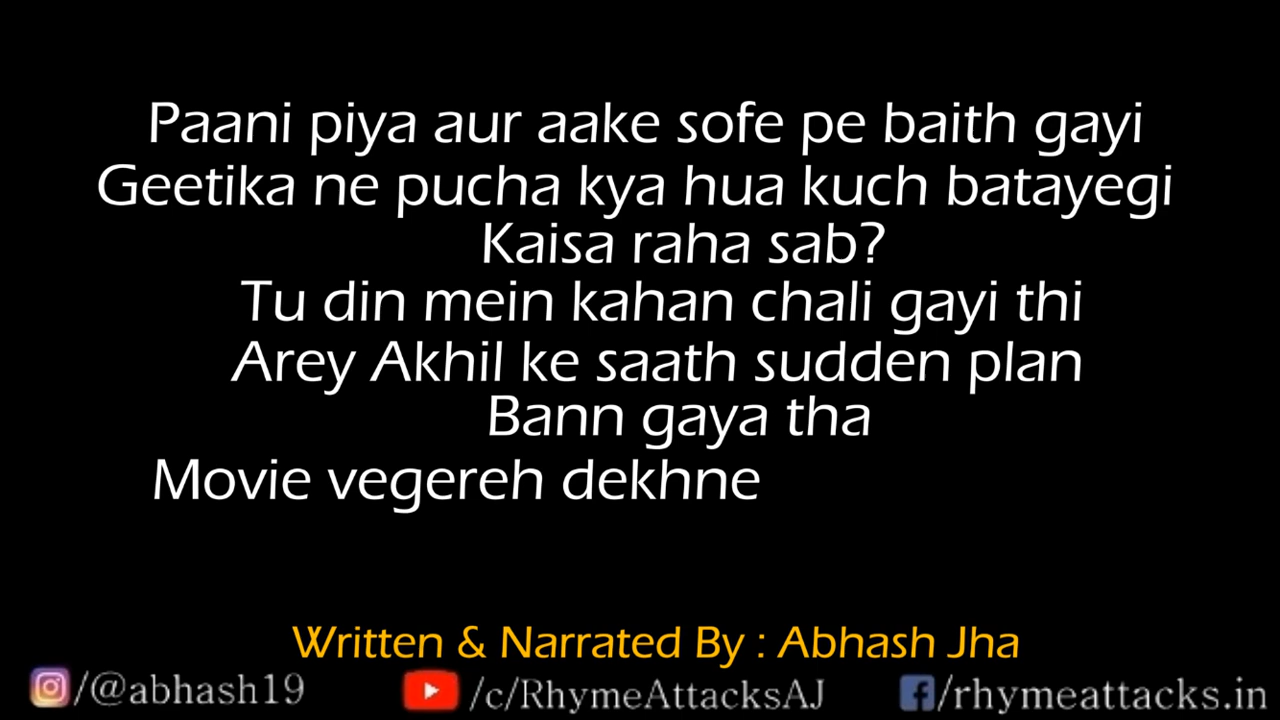 Paani piya aur aake sofe pe baith gayi
Geetika ne pucha kya hua kuch batayegi
Kaisa raha sab?
Tu din mein kahan chali gayi thi
Arey Akhil ke saath sudden plan
Bann gaya tha
Movie vegereh dekhne
Written & Narrated By : Abhash Jha
/@abhash19 /c/RhymeAttacksAJ /rhymeattacks.in